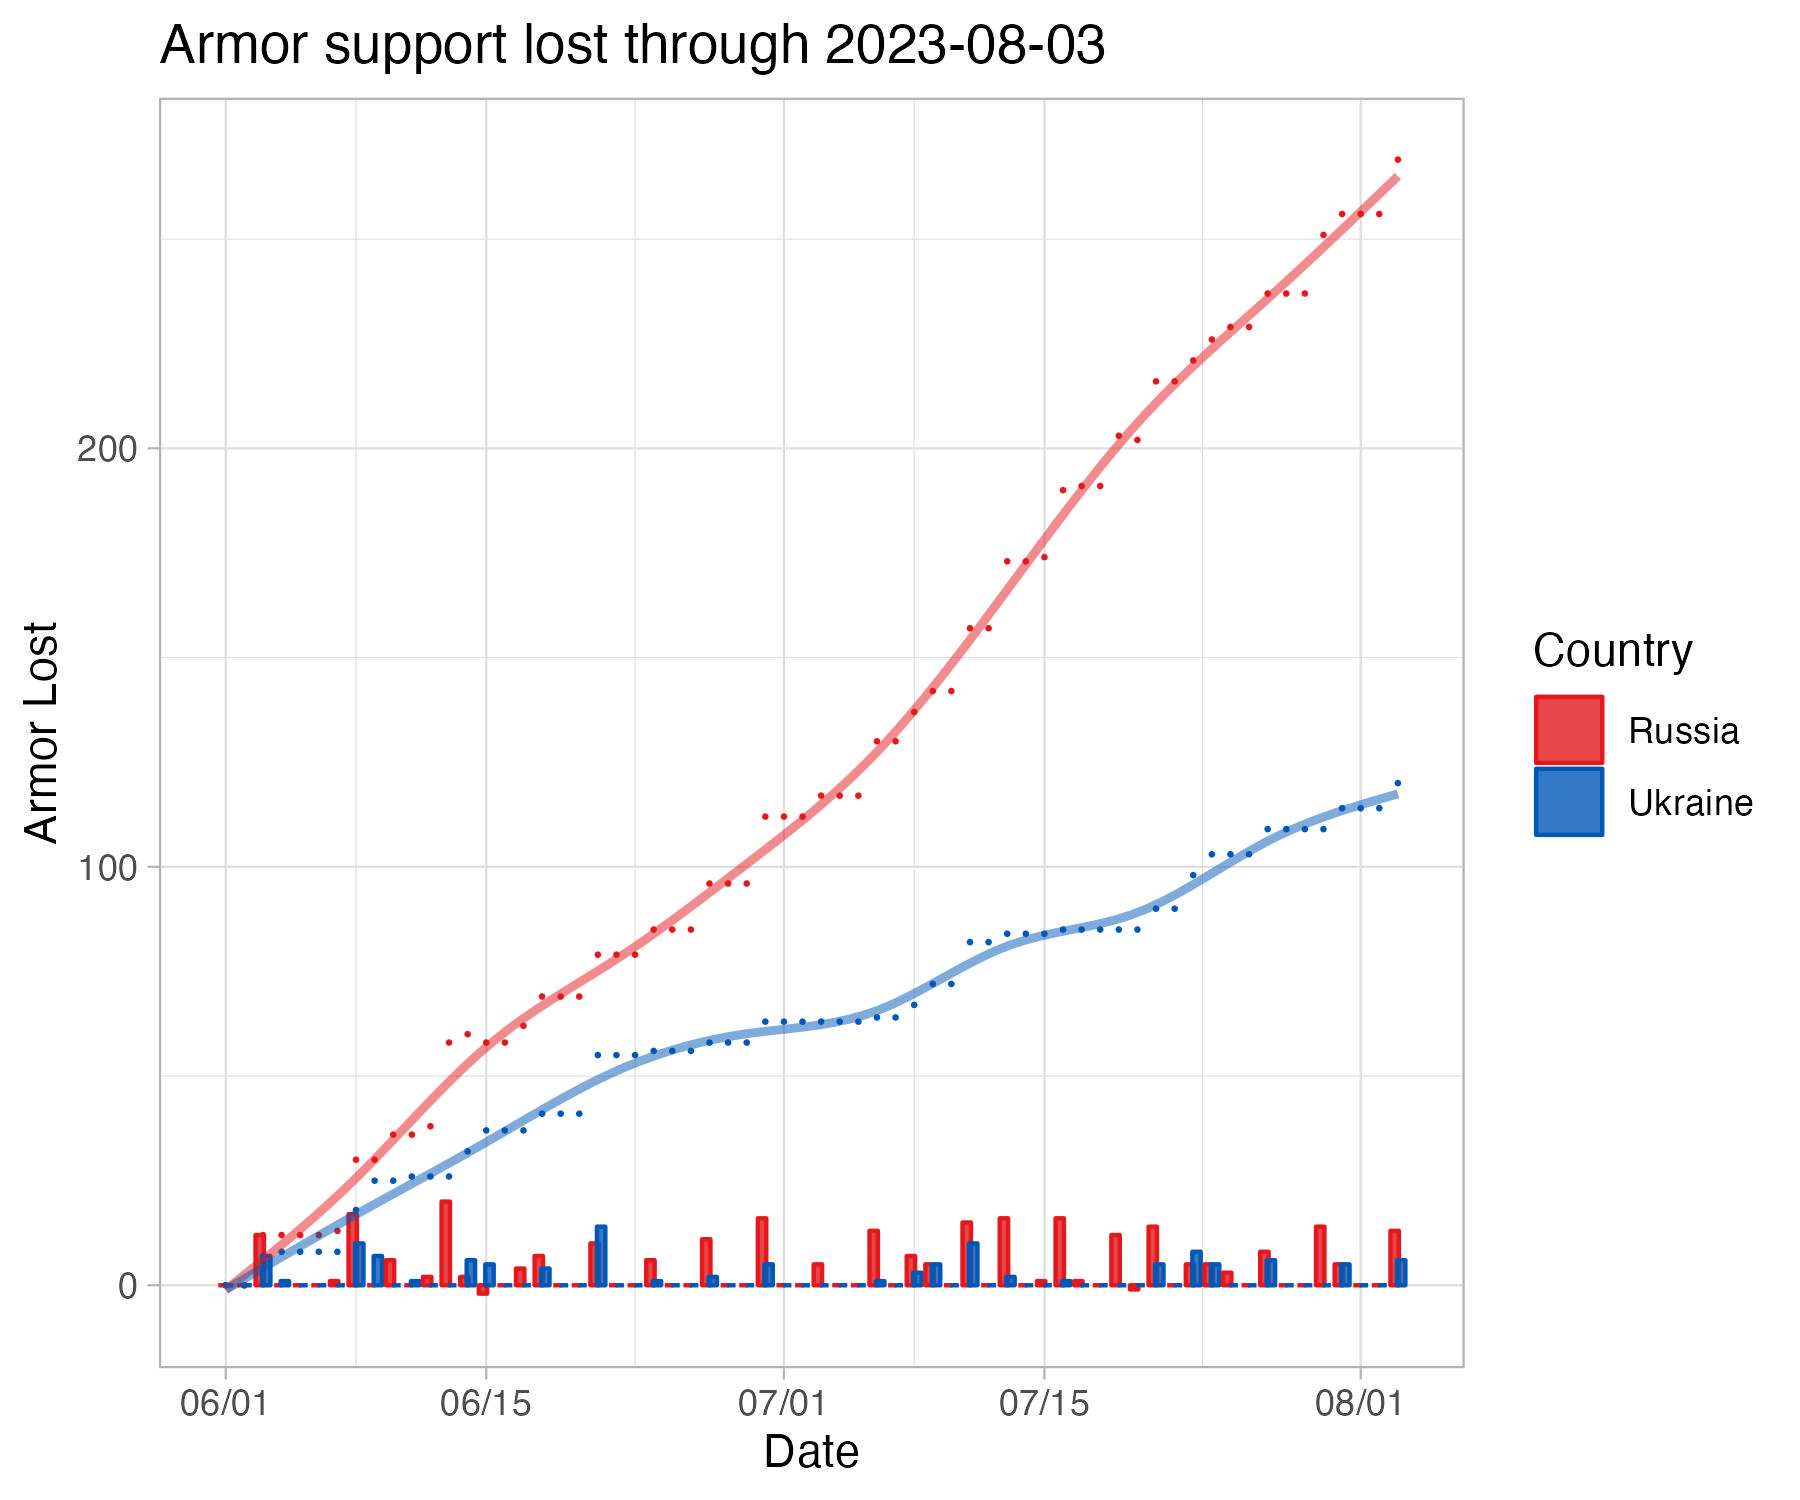 Armor support lost through 2023-08-03
Armor Lost
200
100
0
06/01
06/15
07/01
07/15
08/01
Date
Country
Russia
Ukraine